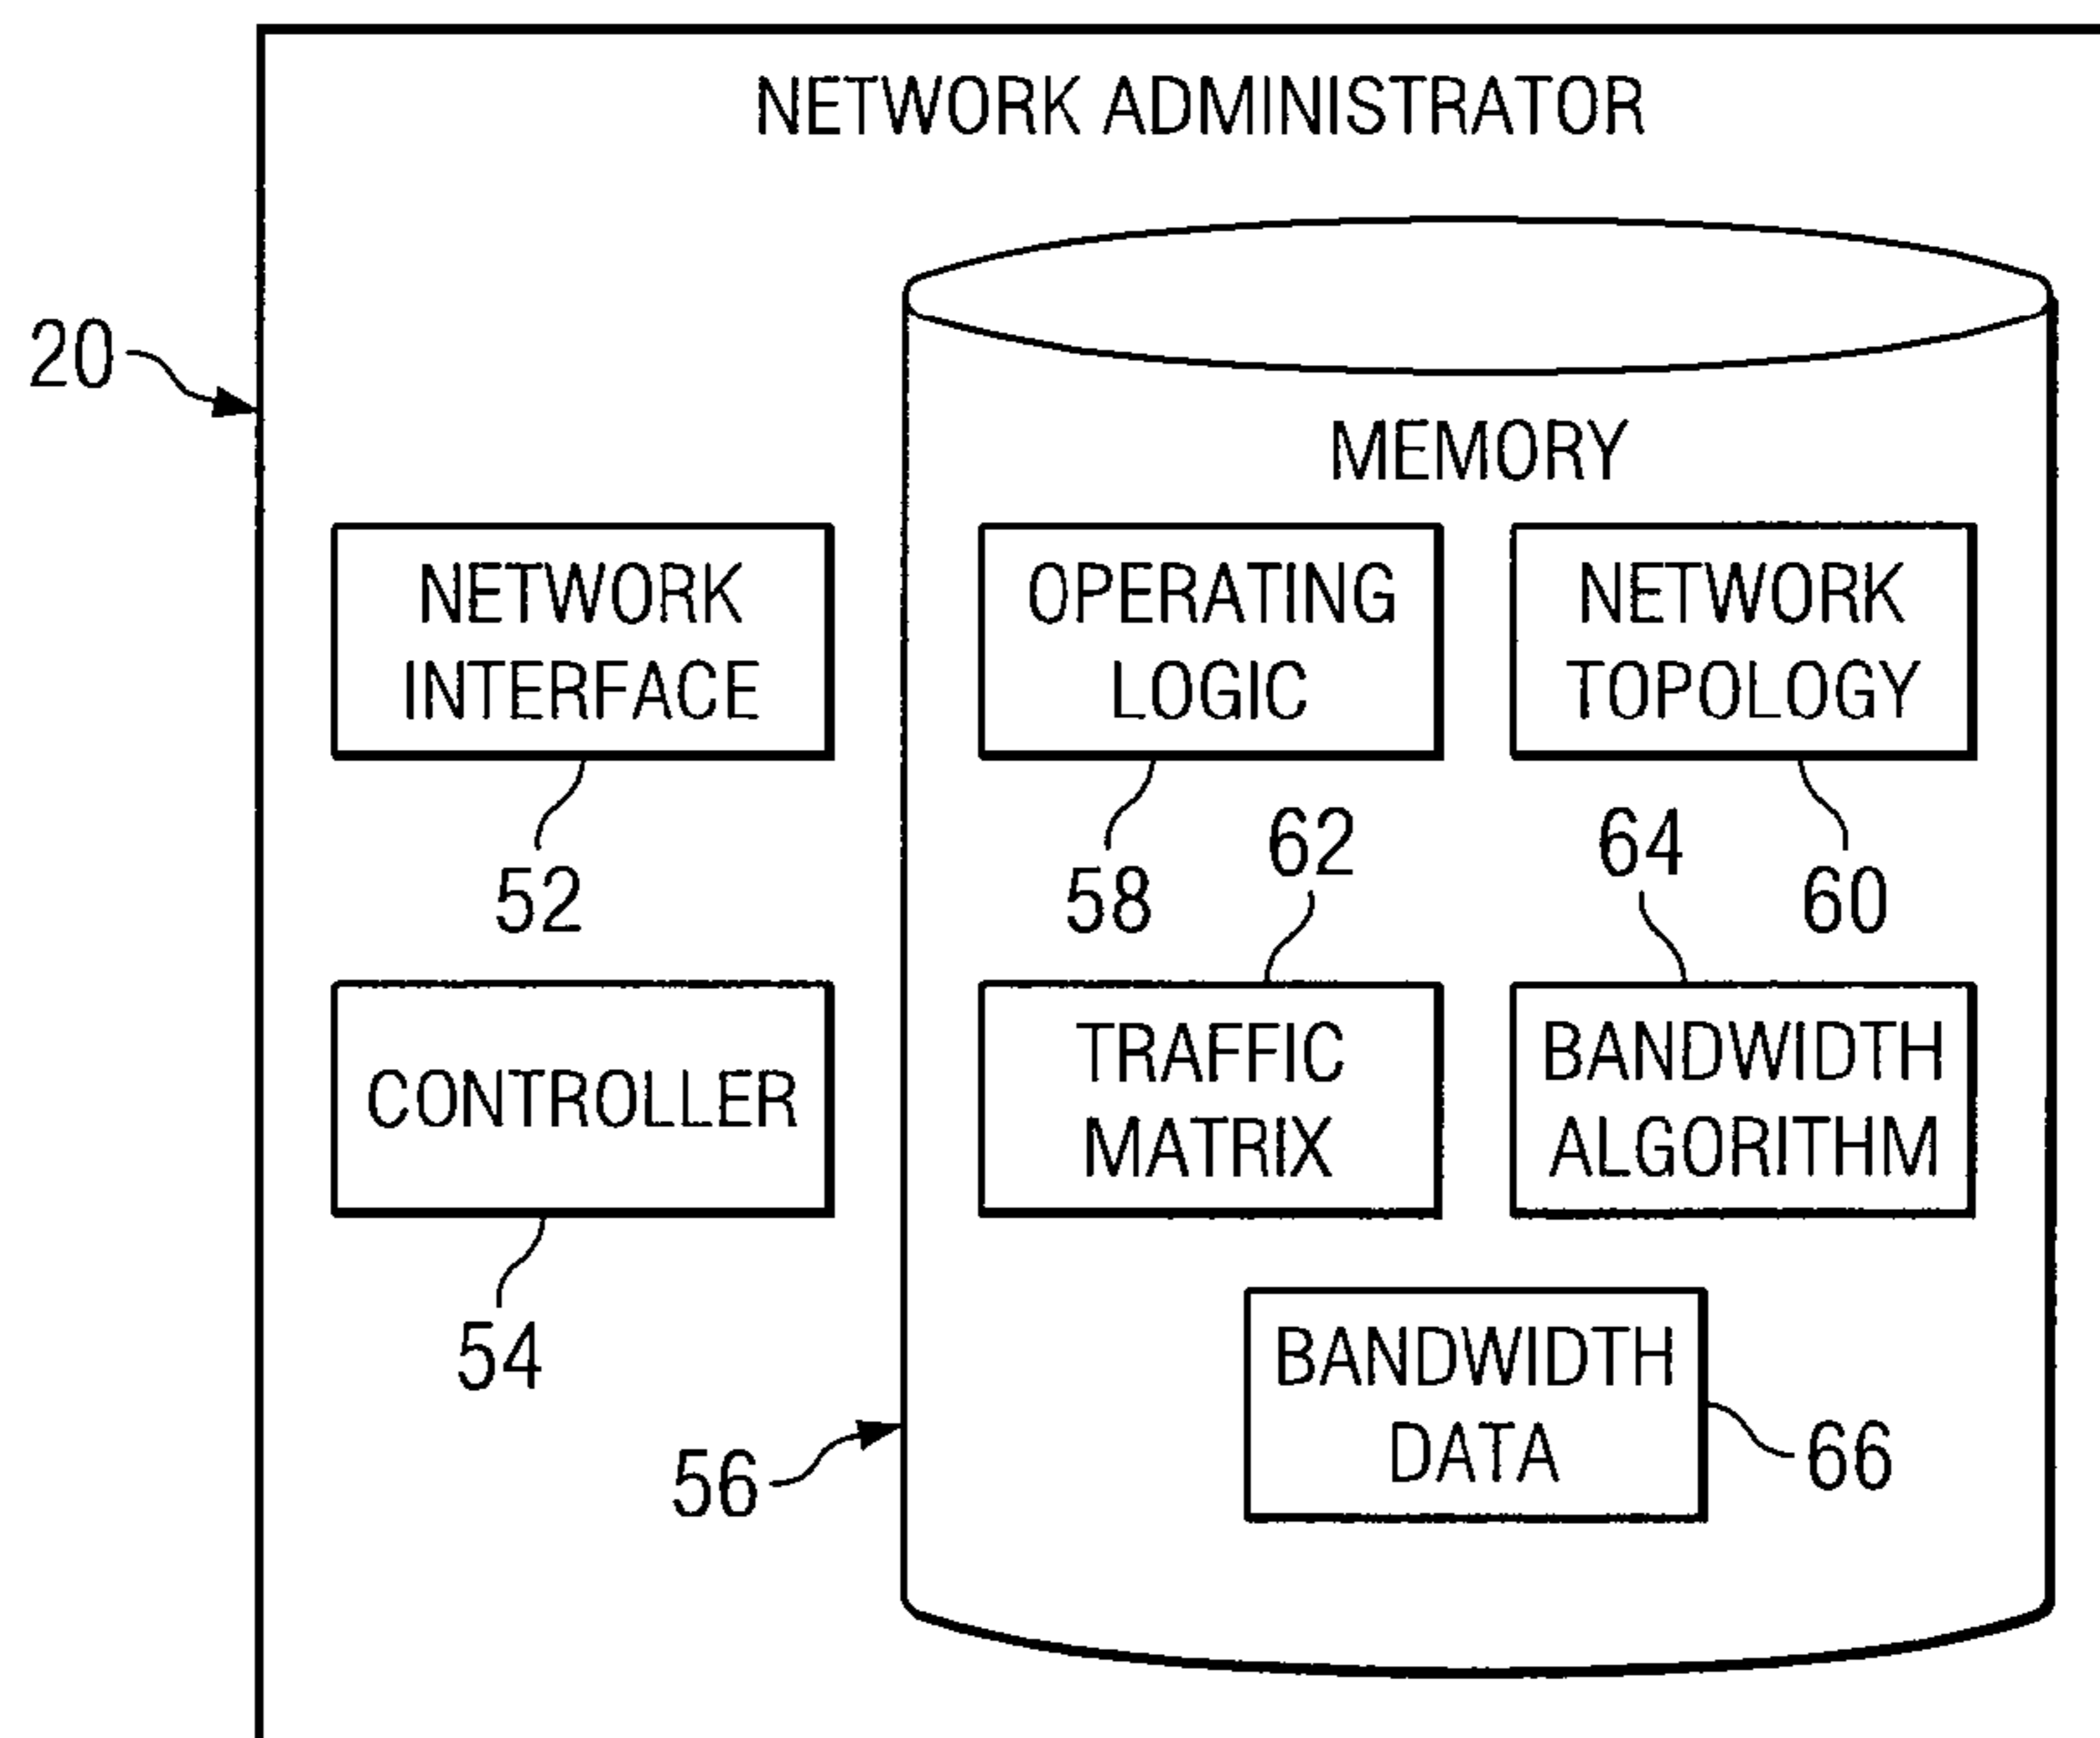 NETWORK ADMINISTRATOR
20
MEMORY
NETWORK
INTERFACE
52
OPERATING
LOGIC
58
NETWORK
TOPOLOGY
60
CONTROLLER
54
62
TRAFFIC
MATRIX
64
BANDWIDTH
ALGORITHM
BANDWIDTH
DATA
66
56